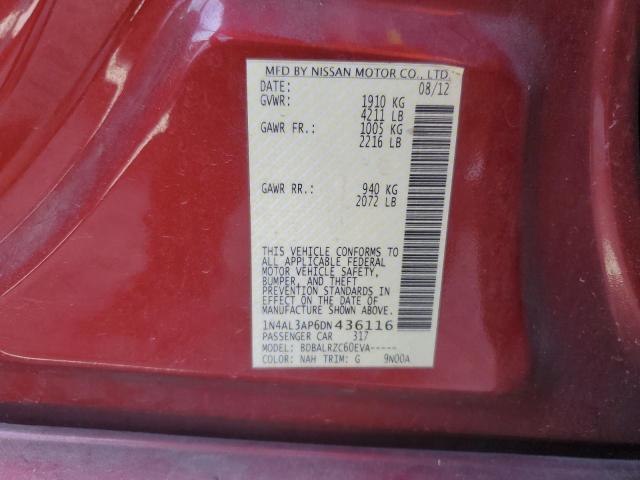 MFD BY NISSAN MOTOR CO., LTD.
DATE: 08/12
GVWR: 1910 KG
4211 LB
GAWR FR.: 1005 KG
2216 LB
GAWR RR.: 940 KG
2072 LB
THIS VEHICLE CONFORMS TO
ALL APPLICABLE FEDERAL
MOTOR VEHICLE SAFETY,
BUMPER, AND THEFT
PREVENTION STANDARDS IN
EFFECT ON THE DATE OF
MANUFACTURE SHOWN ABOVE.
1N4AL3AP6DN436116
PASSENGER CAR 317
MODEL: BDBALRZC60EVA-----
COLOR: NAH TRIM: G 9N00A